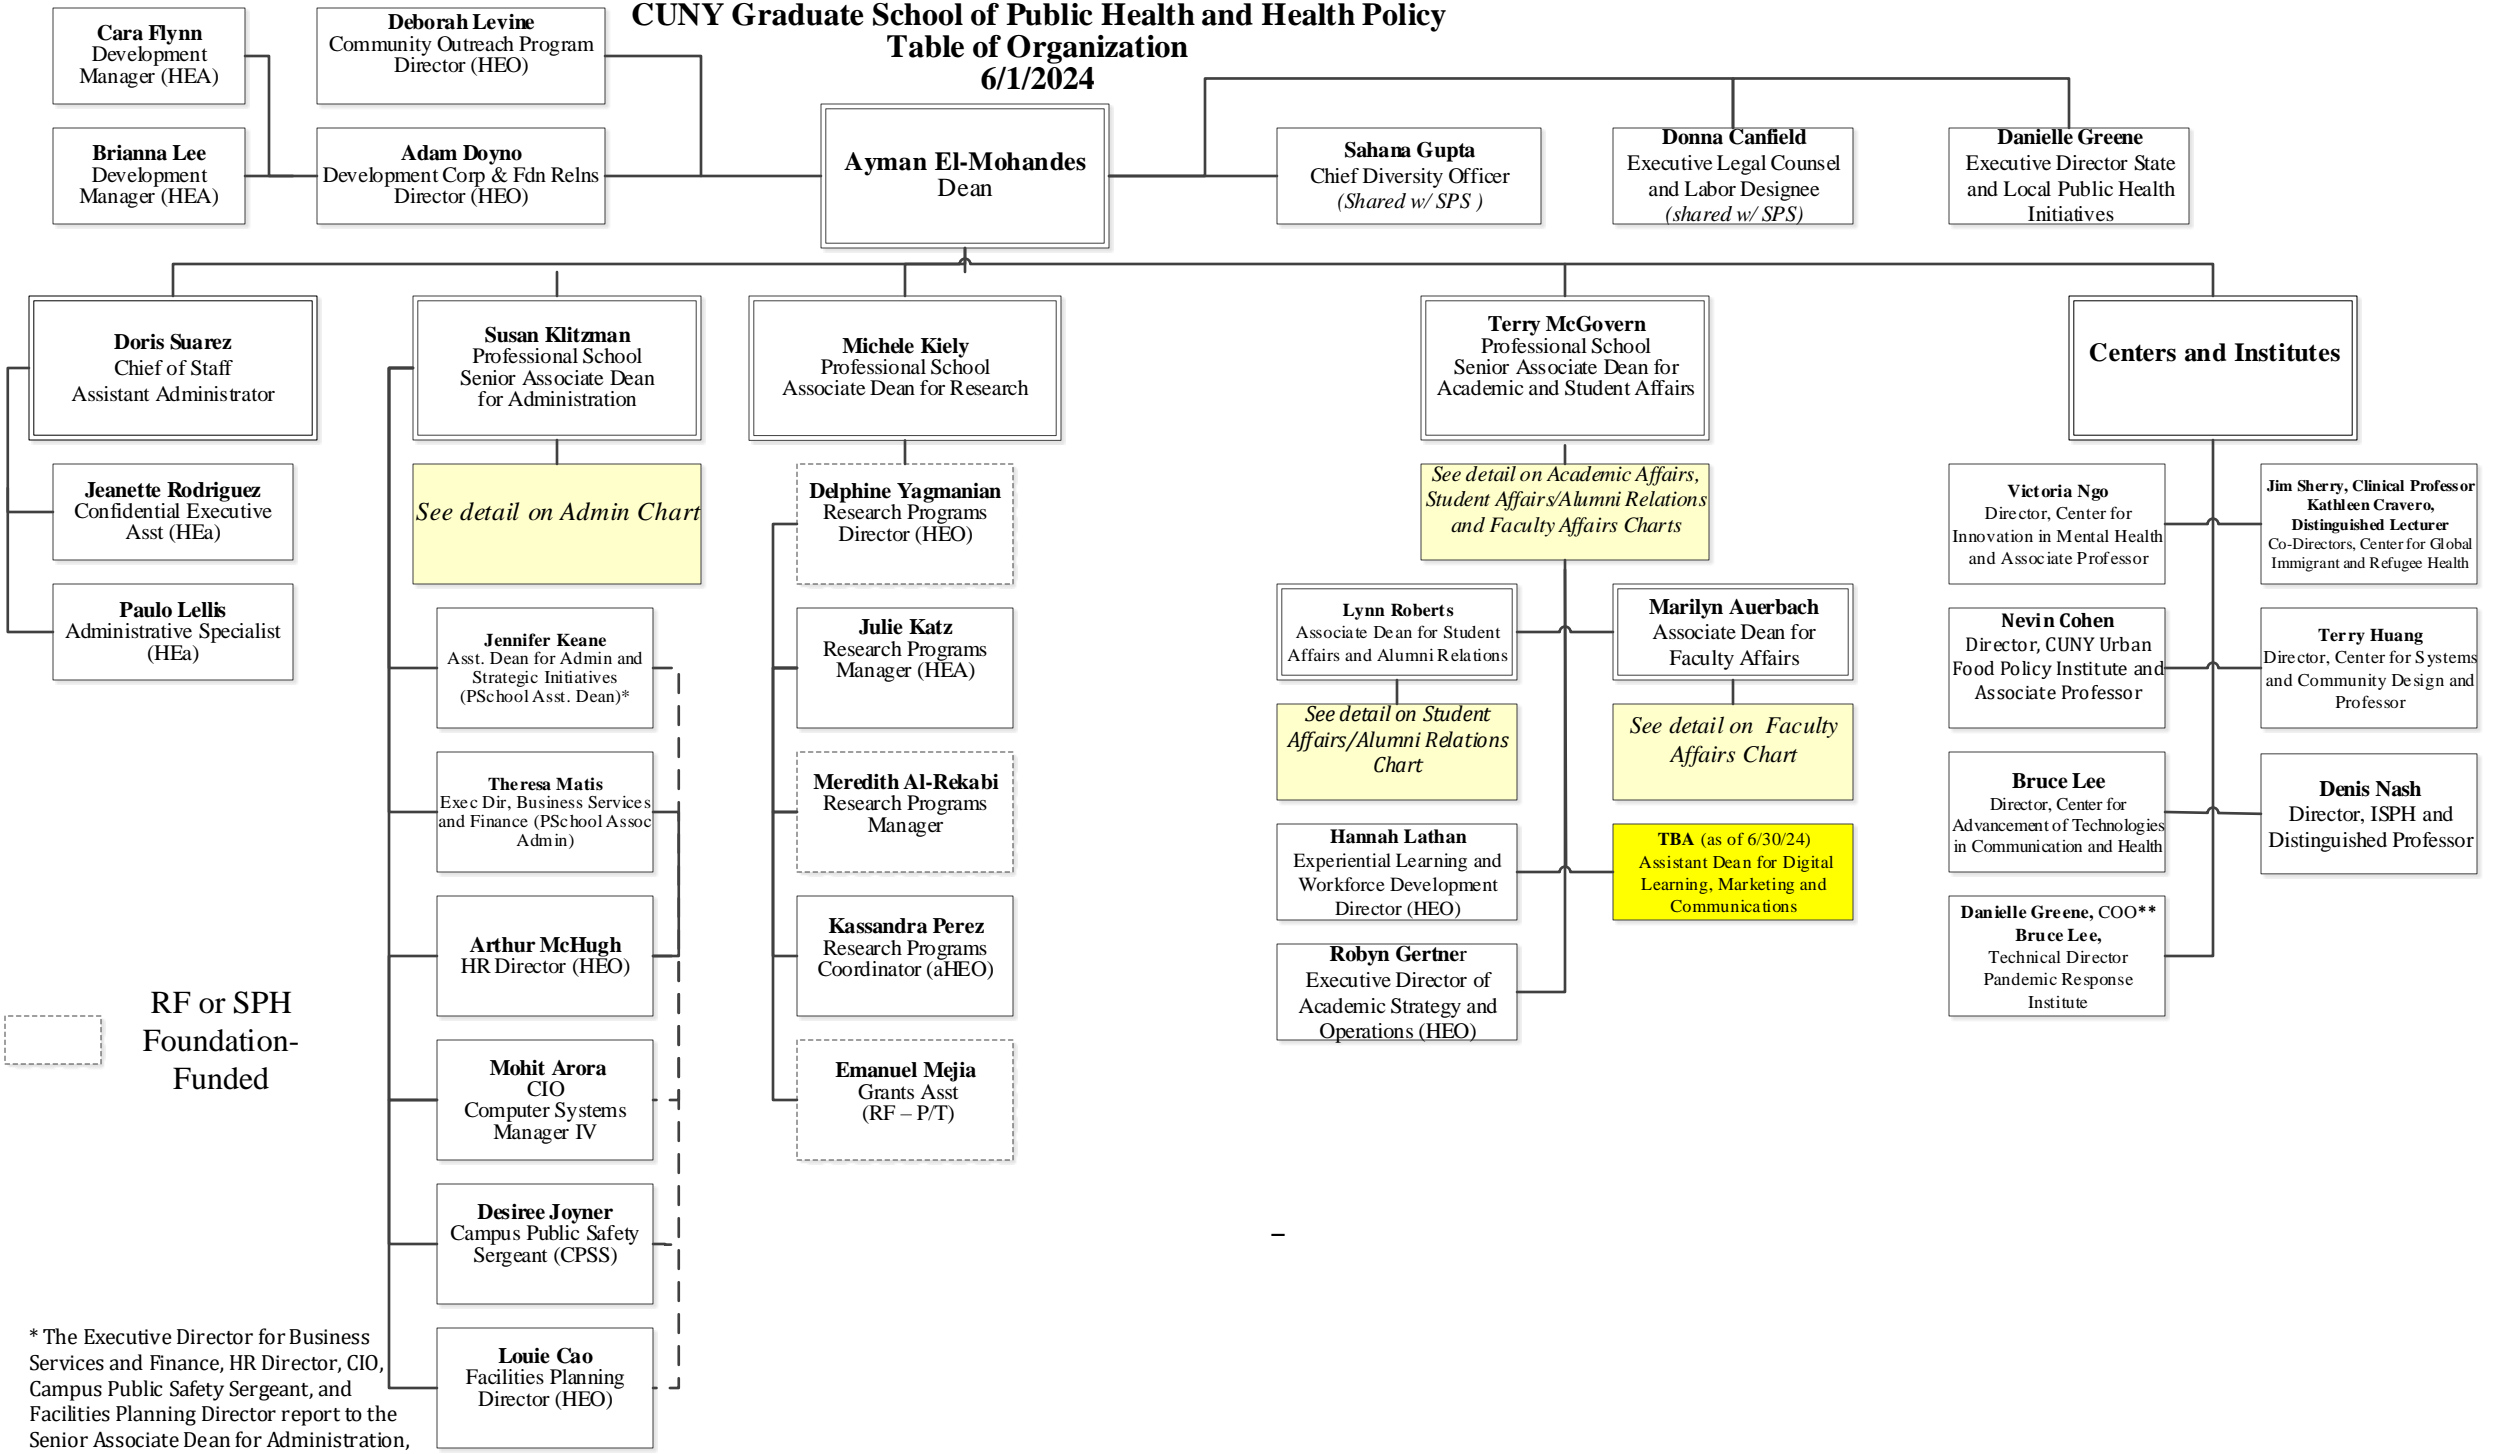 CUNY Graduate School of Public Health and Health Policy
Table of Organization
6/1/2024
Cara Flynn
Development
Manager (HEA)
Deborah Levine
Community Outreach Program
Director (HEO)
Brianna Lee
Development
Manager (HEA)
Adam Doyno
Development Corp & Fdn Relns
Director (HEO)
Ayman El-Mohandes
Dean
Sahana Gupta
Chief Diversity Officer
(Shared w/ SPS )
Donna Canfield
Executive Legal Counsel
and Labor Designee
(shared w/ SPS)
Danielle Greene
Executive Director State
and Local Public Health
Initiatives
Doris Suarez
Chief of Staff
Assistant Administrator
Jeanette Rodriguez
Confidential Executive
Asst (HEa)
Paulo Lellis
Administrative Specialist
(HEa)
Susan Klitzman
Professional School
Senior Associate Dean
for Administration
See detail on Admin Chart
Jennifer Keane
Asst. Dean for Admin and
Strategic Initiatives
(PSchool Asst. Dean)*
Theresa Matis
Exec Dir, Business Services
and Finance (PSchool Assoc
Admin)
Arthur McHugh
HR Director (HEO)
Mohit Arora
CIO
Computer Systems
Manager IV
Desiree Joyner
Campus Public Safety
Sergeant (CPSS)
Louie Cao
Facilities Planning
Director (HEO)
Michele Kiely
Professional School
Associate Dean for Research
Delphine Yagmanian
Research Programs
Director (HEO)
Julie Katz
Research Programs
Manager (HEA)
Meredith Al-Rekabi
Research Programs
Manager
Kassandra Perez
Research Programs
Coordinator (aHEO)
Emanuel Mejia
Grants Asst
(RF – P/T)
Terry McGovern
Professional School
Senior Associate Dean for
Academic and Student Affairs
See detail on Academic Affairs,
Student Affairs/Alumni Relations
and Faculty Affairs Charts
Lynn Roberts
Associate Dean for Student
Affairs and Alumni Relations
Marilyn Auerbach
Associate Dean for
Faculty Affairs
See detail on Student
Affairs/Alumni Relations
Chart
See detail on  Faculty
Affairs Chart
Hannah Lathan
Experiential Learning and
Workforce Development
Director (HEO)
TBA (as of 6/30/24)
Assistant Dean for Digital
Learning, Marketing and
Communications
Robyn Gertner
Executive Director of
Academic Strategy and
Operations (HEO)
Centers and Institutes
Victoria Ngo
Director, Center for
Innovation in Mental Health
and Associate Professor
Jim Sherry, Clinical Professor
Kathleen Cravero,
Distinguished Lecturer
Co-Directors, Center for Global
Immigrant and Refugee Health
Nevin Cohen
Director, CUNY Urban
Food Policy Institute and
Associate Professor
Terry Huang
Director, Center for Systems
and Community Design and
Professor
Bruce Lee
Director, Center for
Advancement of Technologies
in Communication and Health
Denis Nash
Director, ISPH and
Distinguished Professor
Danielle Greene, COO**
Bruce Lee,
Technical Director
Pandemic Response
Institute
RF or SPH
Foundation-
Funded
–
* The Executive Director for Business
Services and Finance, HR Director, CIO,
Campus Public Safety Sergeant, and
Facilities Planning Director report to the
Senior Associate Dean for Administration,